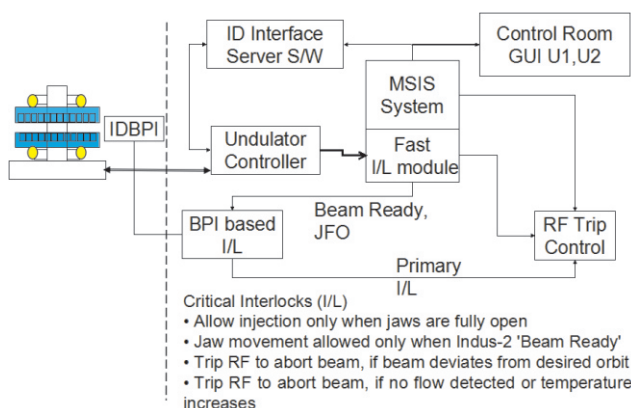 ID Interface
Server S/W
Control Room
GUI U1,U2
MSIS
System
IDBPI
Undulator
Controller
Fast
I/L module
Beam Ready,
JFO
BPI based
I/L
RF Trip
Control
Primary
I/L
Critical Interlocks (I/L)
• Allow injection only when jaws are fully open
• Jaw movement allowed only when Indus-2 'Beam Ready'
• Trip RF to abort beam, if beam deviates from desired orbit
• Trip RF to abort beam, if no flow detected or temperature
increases